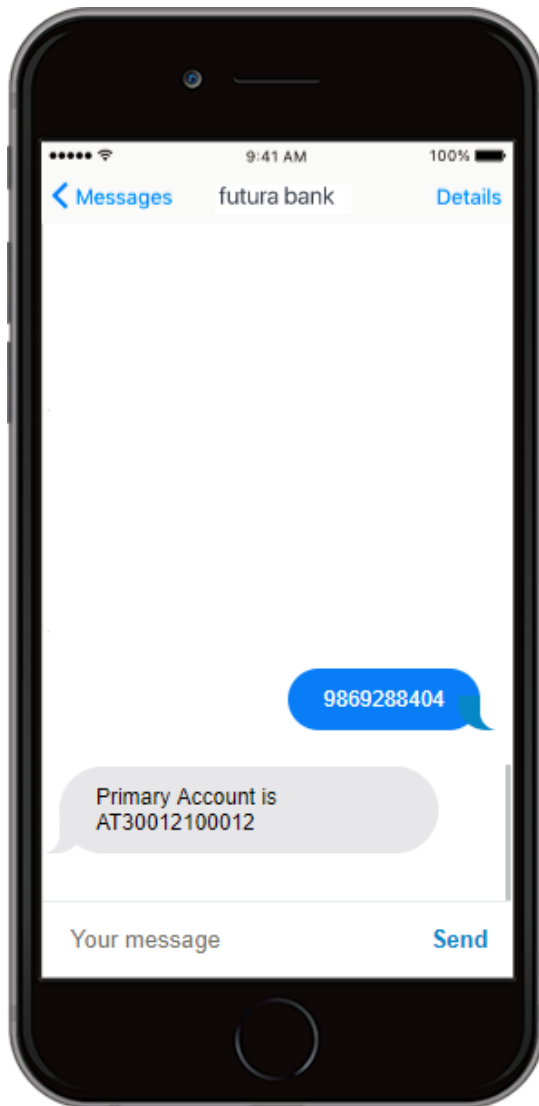 9:41 AM 100%
Messages futura bank Details
9869288404
Primary Account is
AT30012100012
Your message Send